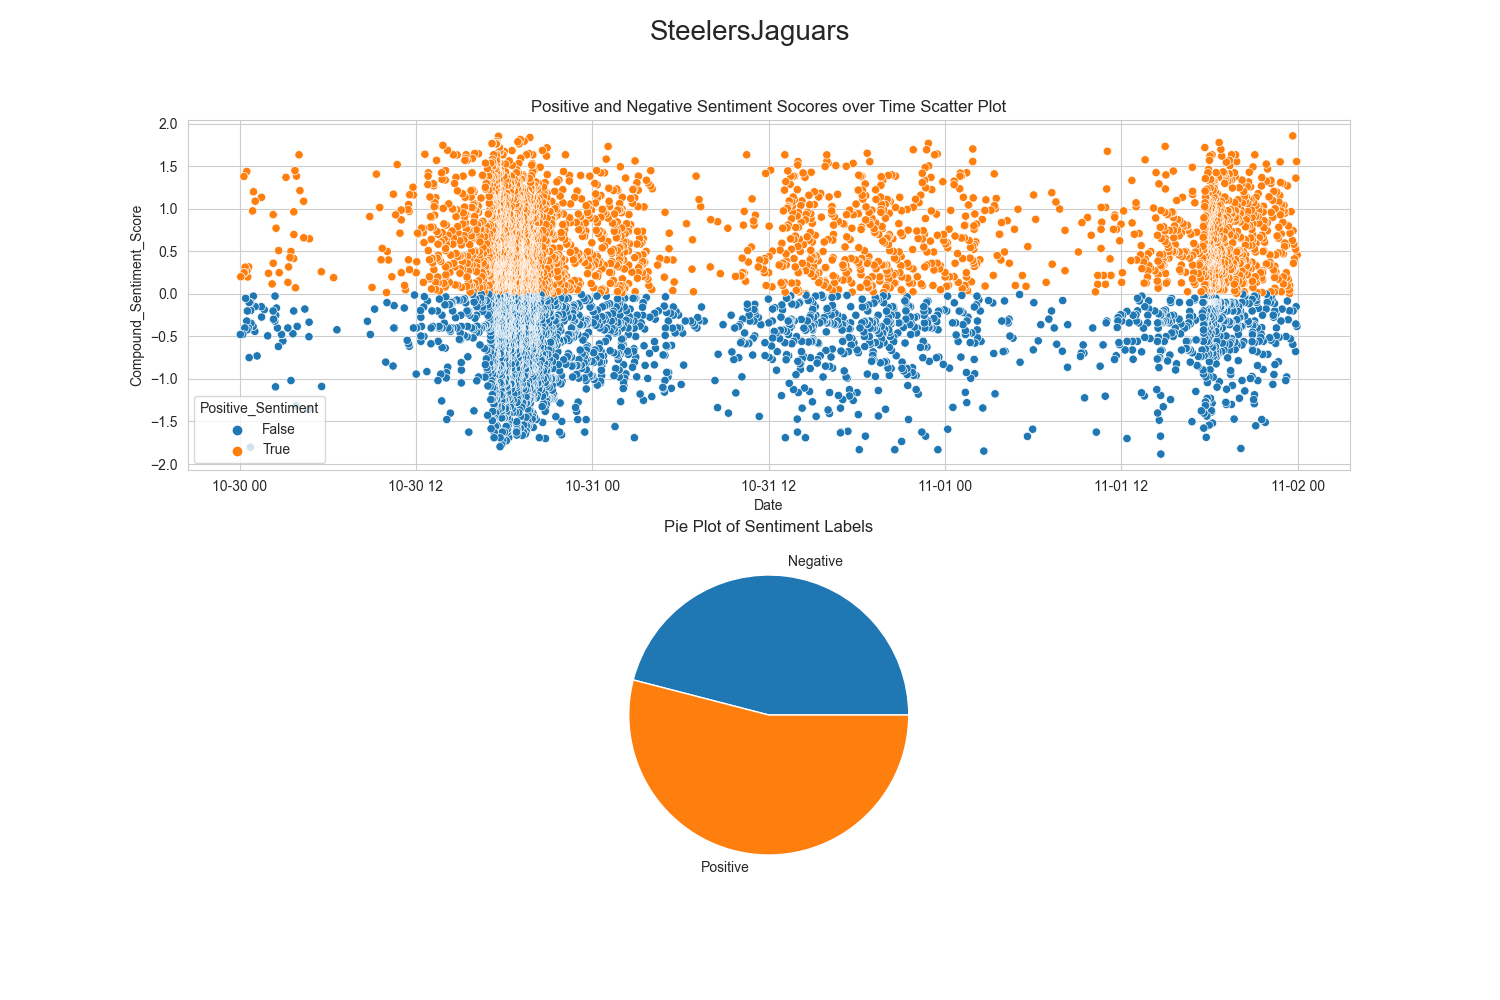 SteelersJaguars
Positive and Negative Sentiment Socores over Time Scatter Plot
Compound_Sentiment_Score
2.0
1.5
1.0
0.5
0.0
−0.5
−1.0
−1.5
−2.0
Positive_Sentiment
False
True
10-30 00 10-30 12 10-31 00 10-31 12 11-01 00 11-01 12 11-02 00
Date
Pie Plot of Sentiment Labels
Negative
Positive